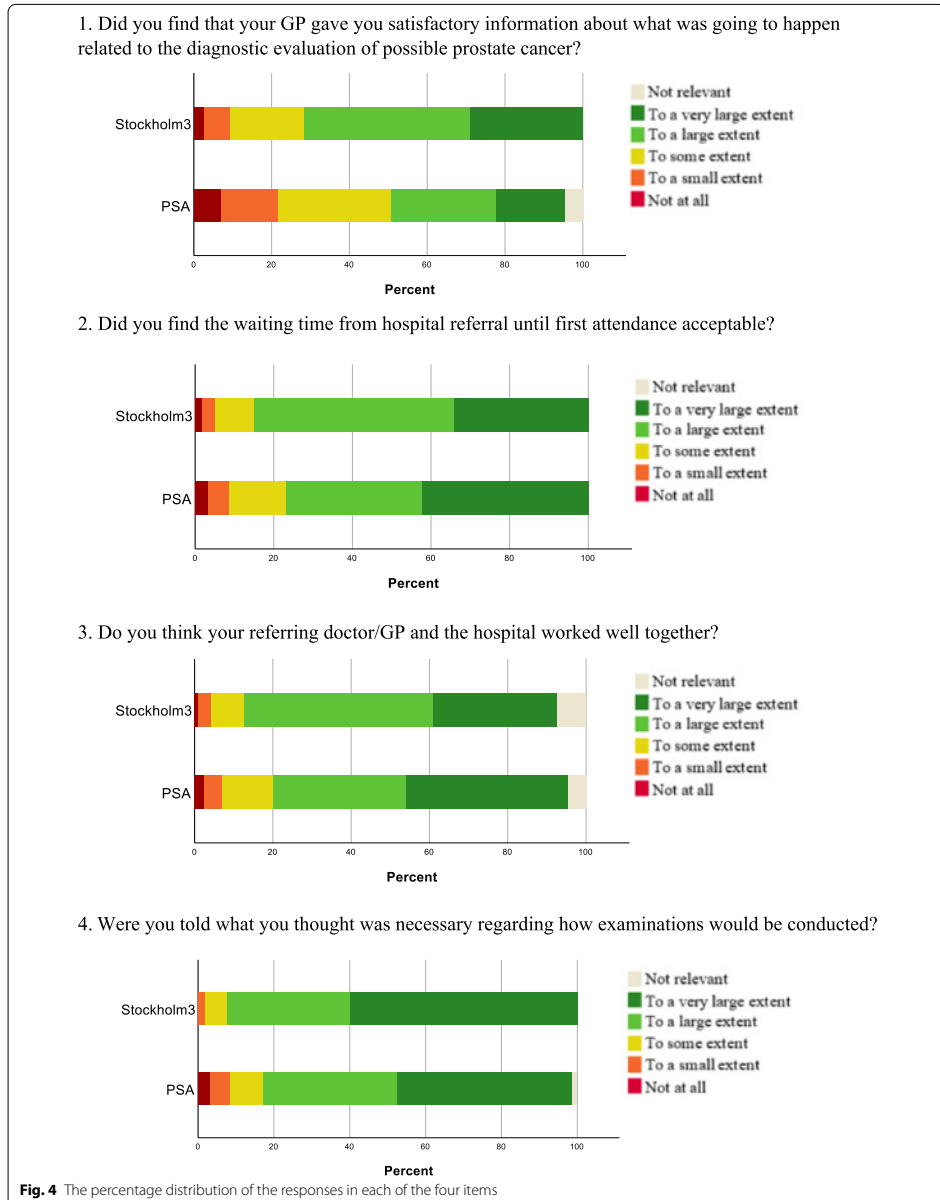 1. Did you find that your GP gave you satisfactory information about what was going to happen
related to the diagnostic evaluation of possible prostate cancer?
Stockholm3
PSA
0 20 40 60 80 100
Percent
Not relevant
To a very large extent
To a large extent
To some extent
To a small extent
Not at all
2. Did you find the waiting time from hospital referral until first attendance acceptable?
Stockholm3
PSA
0 20 40 60 80 100
Percent
Not relevant
To a very large extent
To a large extent
To some extent
To a small extent
Not at all
3. Do you think your referring doctor/GP and the hospital worked well together?
Stockholm3
PSA
0 20 40 60 80 100
Percent
Not relevant
To a very large extent
To a large extent
To some extent
To a small extent
Not at all
4. Were you told what you thought was necessary regarding how examinations would be conducted?
Stockholm3
PSA
0 20 40 60 80 100
Percent
Not relevant
To a very large extent
To a large extent
To some extent
To a small extent
Not at all
Fig. 4 The percentage distribution of the responses in each of the four items